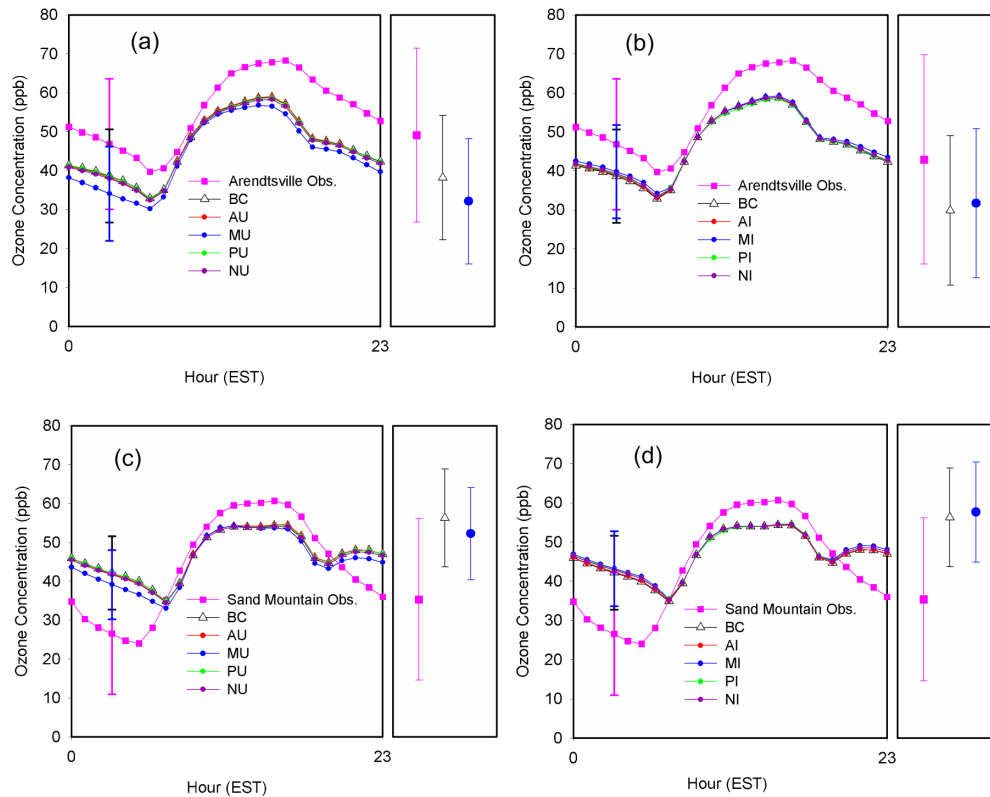 (a)
Ozone Concentration (ppb)
80
70
60
50
40
30
20
10
0
Arendtsville Obs.
BC
AU
MU
PU
NU
0
23
Hour (EST)
(b)
Ozone Concentration (ppb)
80
70
60
50
40
30
20
10
0
Arendtsville Obs.
BC
AI
MI
PI
NI
0
23
Hour (EST)
(c)
Ozone Concentration (ppb)
80
70
60
50
40
30
20
10
0
Sand Mountain Obs.
BC
AU
MU
PU
NU
0
23
Hour (EST)
(d)
Ozone Concentration (ppb)
80
70
60
50
40
30
20
10
0
Sand Mountain Obs.
BC
AI
MI
PI
NI
0
23
Hour (EST)